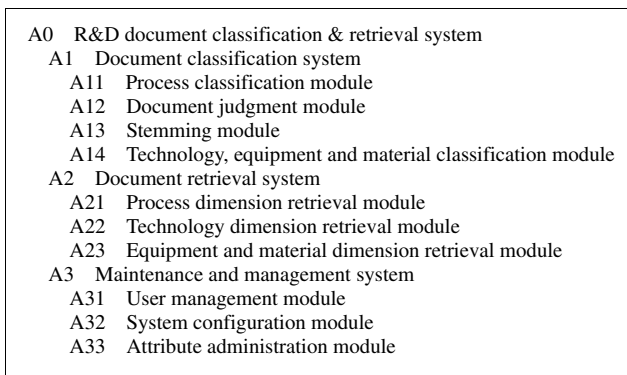 A0 R&D document classification & retrieval system
A1 Document classification system
A11 Process classification module
A12 Document judgment module
A13 Stemming module
A14 Technology, equipment and material classification module
A2 Document retrieval system
A21 Process dimension retrieval module
A22 Technology dimension retrieval module
A23 Equipment and material dimension retrieval module
A3 Maintenance and management system
A31 User management module
A32 System configuration module
A33 Attribute administration module